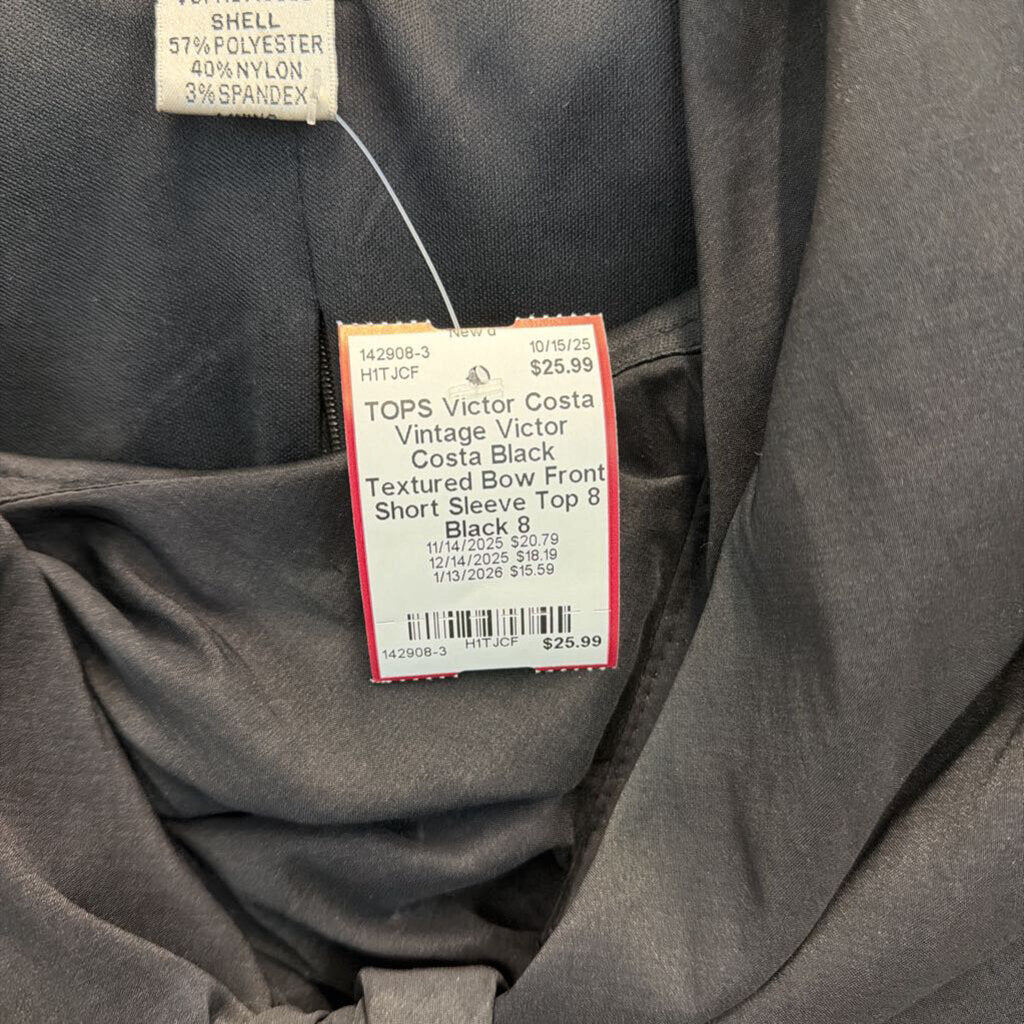 SHELL
57% POLYESTER
40% NYLON
3% SPANDEX
New d
142908-3 10/15/25
H1TJCF $25.99
TOPS Victor Costa
Vintage Victor
Costa Black
Textured Bow Front
Short Sleeve Top 8
Black 8
11/14/2025 $20.79
12/14/2025 $18.19
1/13/2026 $15.59
142908-3 H1TJCF $25.99